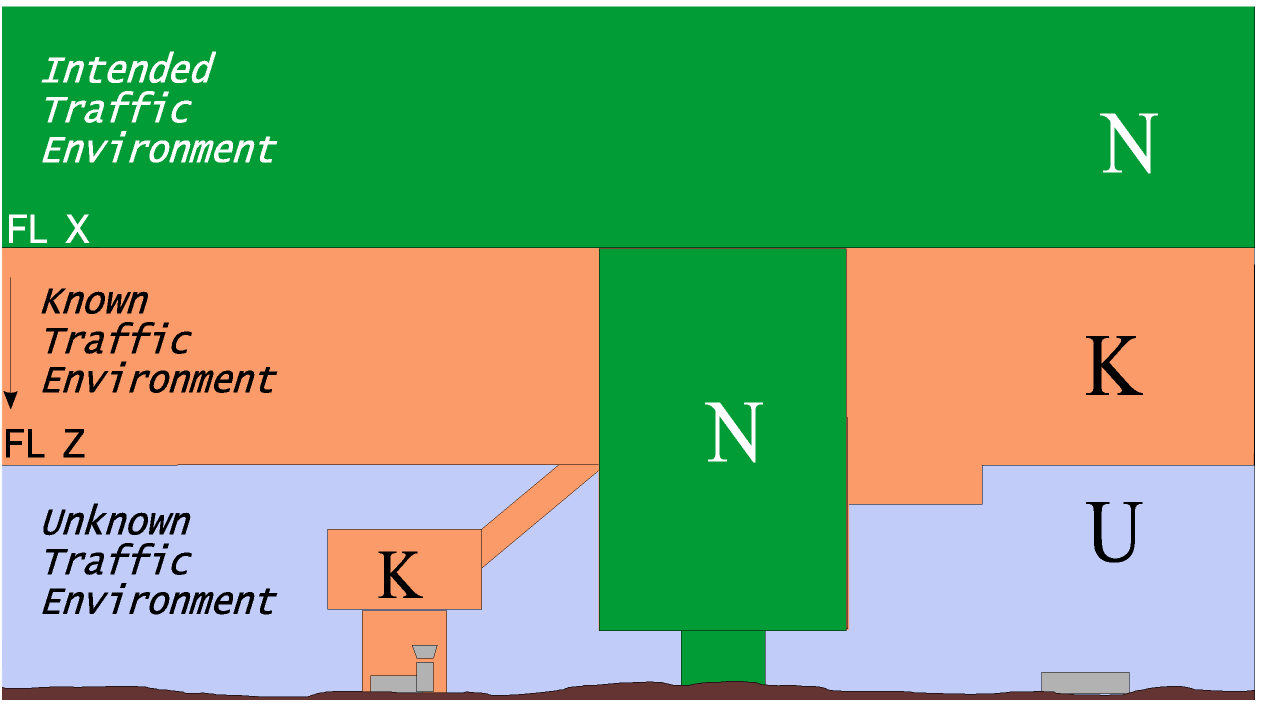 Intended
Traffic
Environment
N
FL X
Known
Traffic
Environment
K
N
FL Z
Unknown
Traffic
Environment
U
K